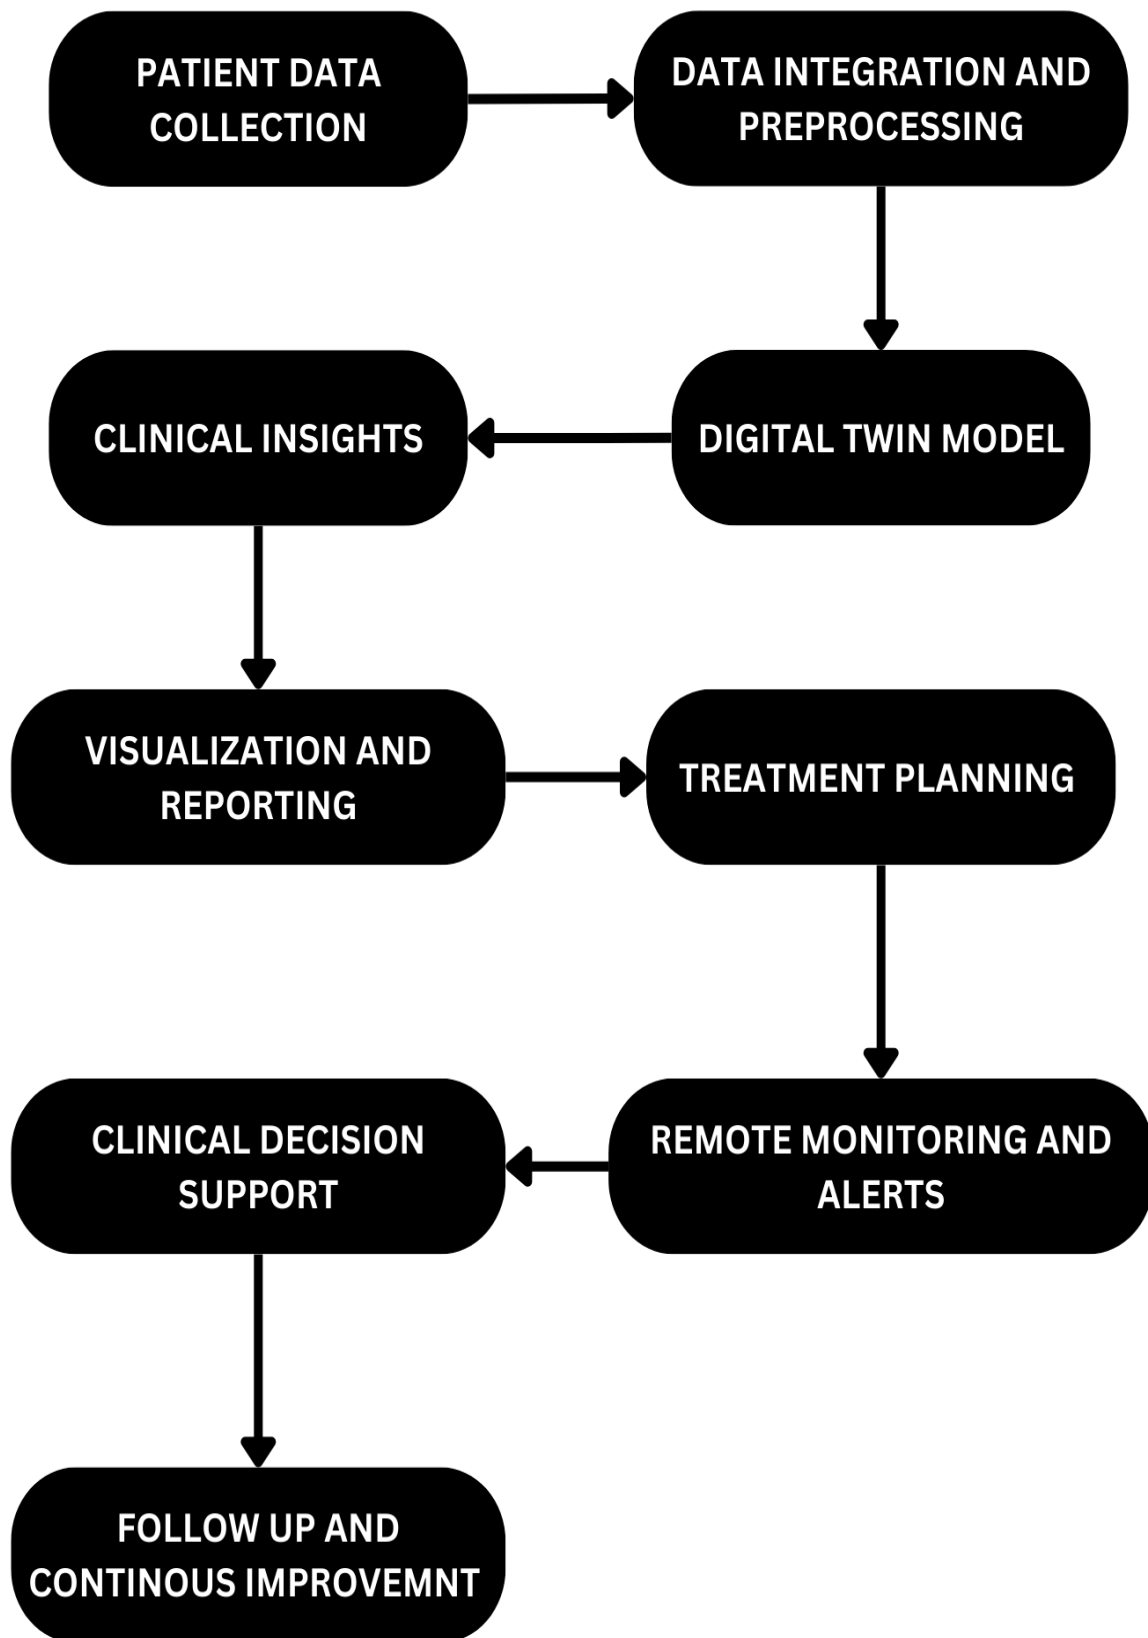 PATIENT DATA
COLLECTION
DATA INTEGRATION AND
PREPROCESSING
DIGITAL TWIN MODEL
CLINICAL INSIGHTS
VISUALIZATION AND
REPORTING
TREATMENT PLANNING
REMOTE MONITORING AND
ALERTS
CLINICAL DECISION
SUPPORT
FOLLOW UP AND
CONTINOUS IMPROVEMNT